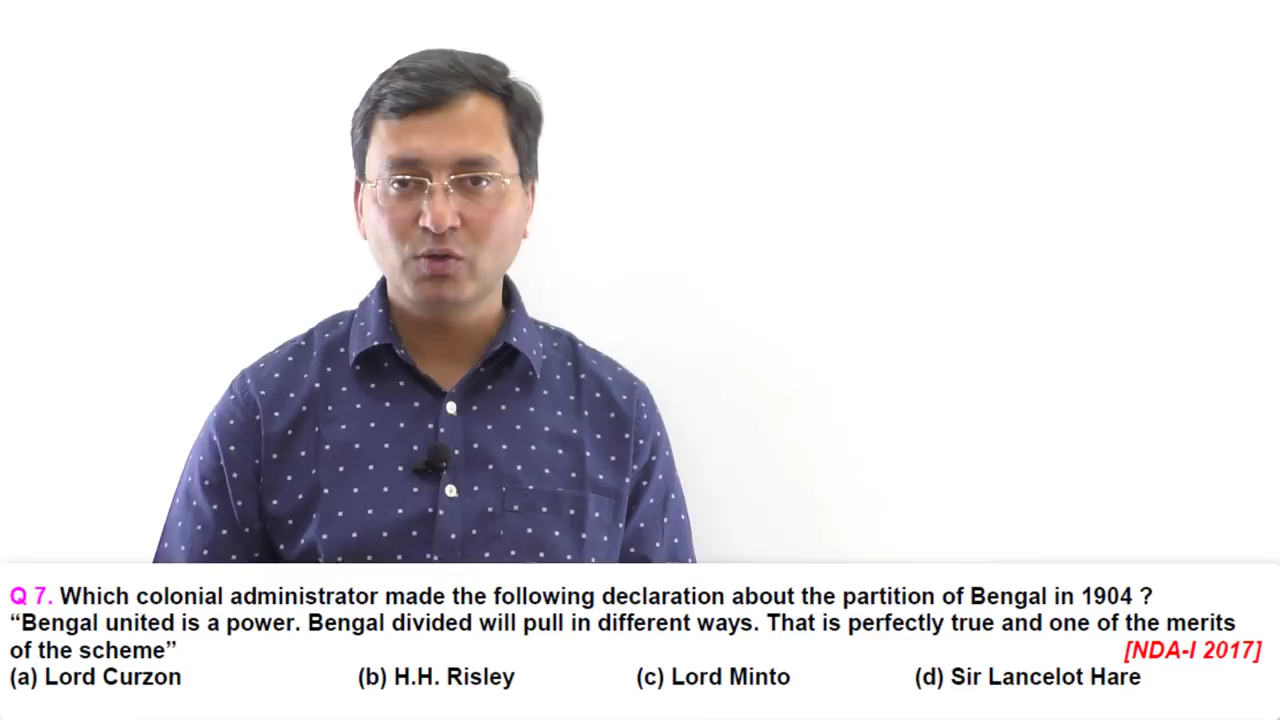 Q 7. Which colonial administrator made the following declaration about the partition of Bengal in 1904 ?
“Bengal united is a power. Bengal divided will pull in different ways. That is perfectly true and one of the merits
of the scheme” [NDA-I 2017]
(a) Lord Curzon (b) H.H. Risley (c) Lord Minto (d) Sir Lancelot Hare